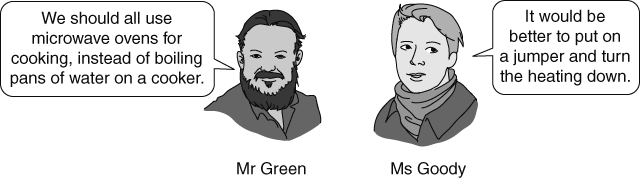 We should all use
microwave ovens for
cooking, instead of boiling
pans of water on a cooker.
It would be
better to put on
a jumper and turn
the heating down.
Mr Green
Ms Goody